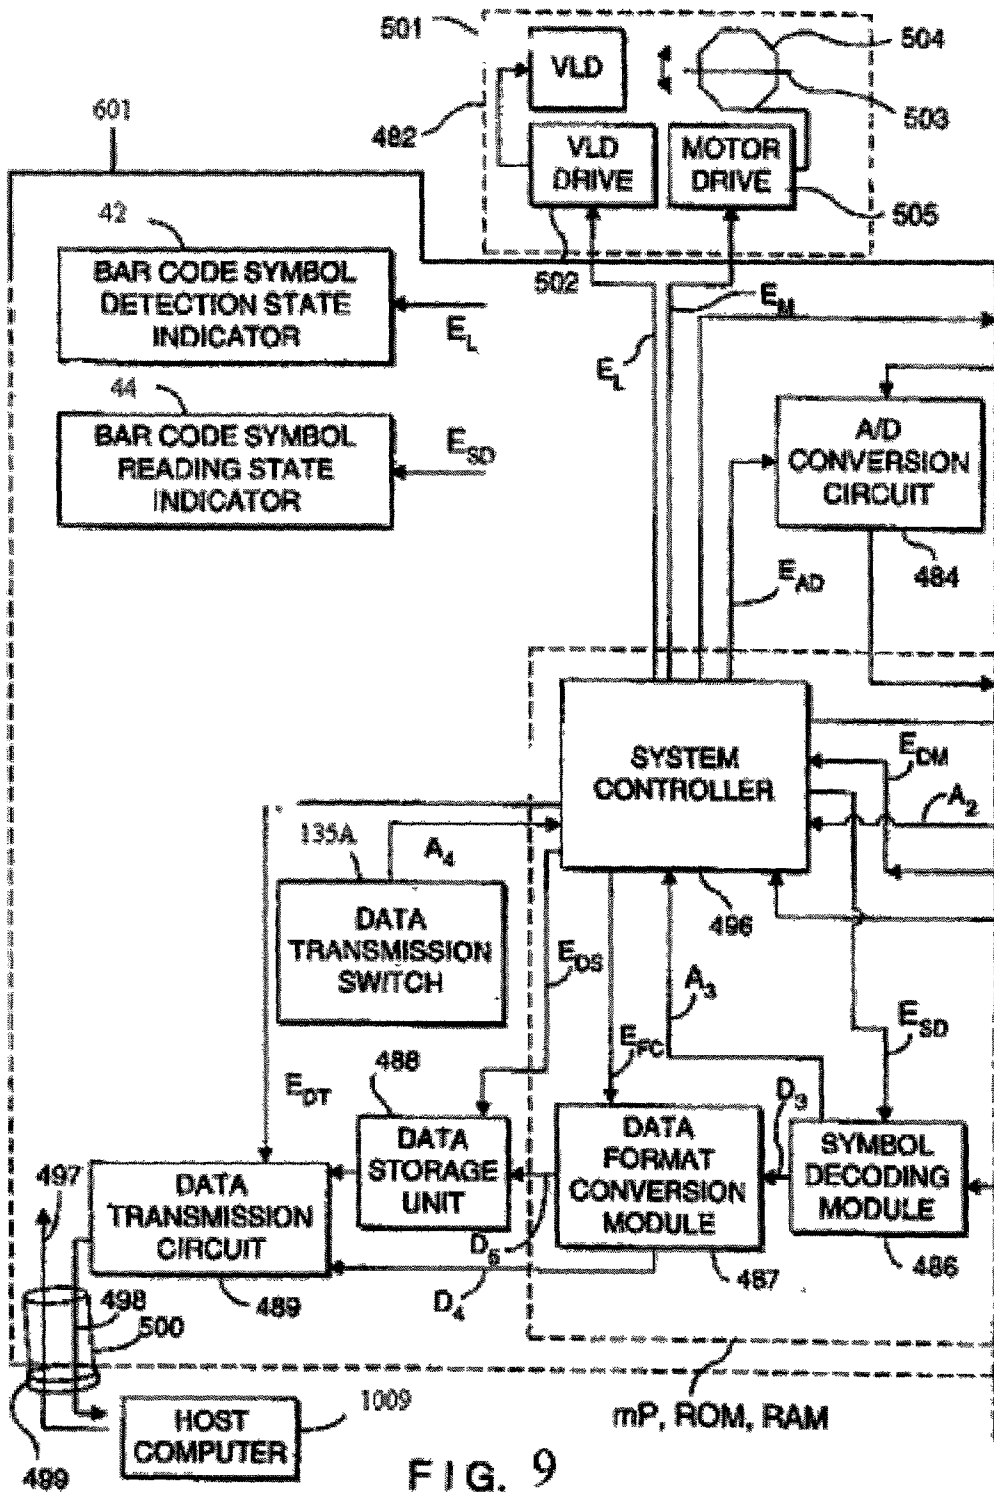 501
VLD
504
601
482
503
VLD
DRIVE
MOTOR
DRIVE
505
42
502
BAR CODE SYMBOL
DETECTION STATE
INDICATOR
E_L
E_M
E_L
44
BAR CODE SYMBOL
READING STATE
INDICATOR
E_SD
A/D
CONVERSION
CIRCUIT
484
E_AD
SYSTEM
CONTROLLER
E_DM
A_2
135A
A_4
496
DATA
TRANSMISSION
SWITCH
E_DS
A_3
E_SD
E_FC
488
E_DT
D_3
DATA
STORAGE
UNIT
DATA
FORMAT
CONVERSION
MODULE
SYMBOL
DECODING
MODULE
497
DATA
TRANSMISSION
CIRCUIT
D_5
489
D_4
487
486
498
500
mP, ROM, RAM
HOST
COMPUTER
1009
499
FIG. 9